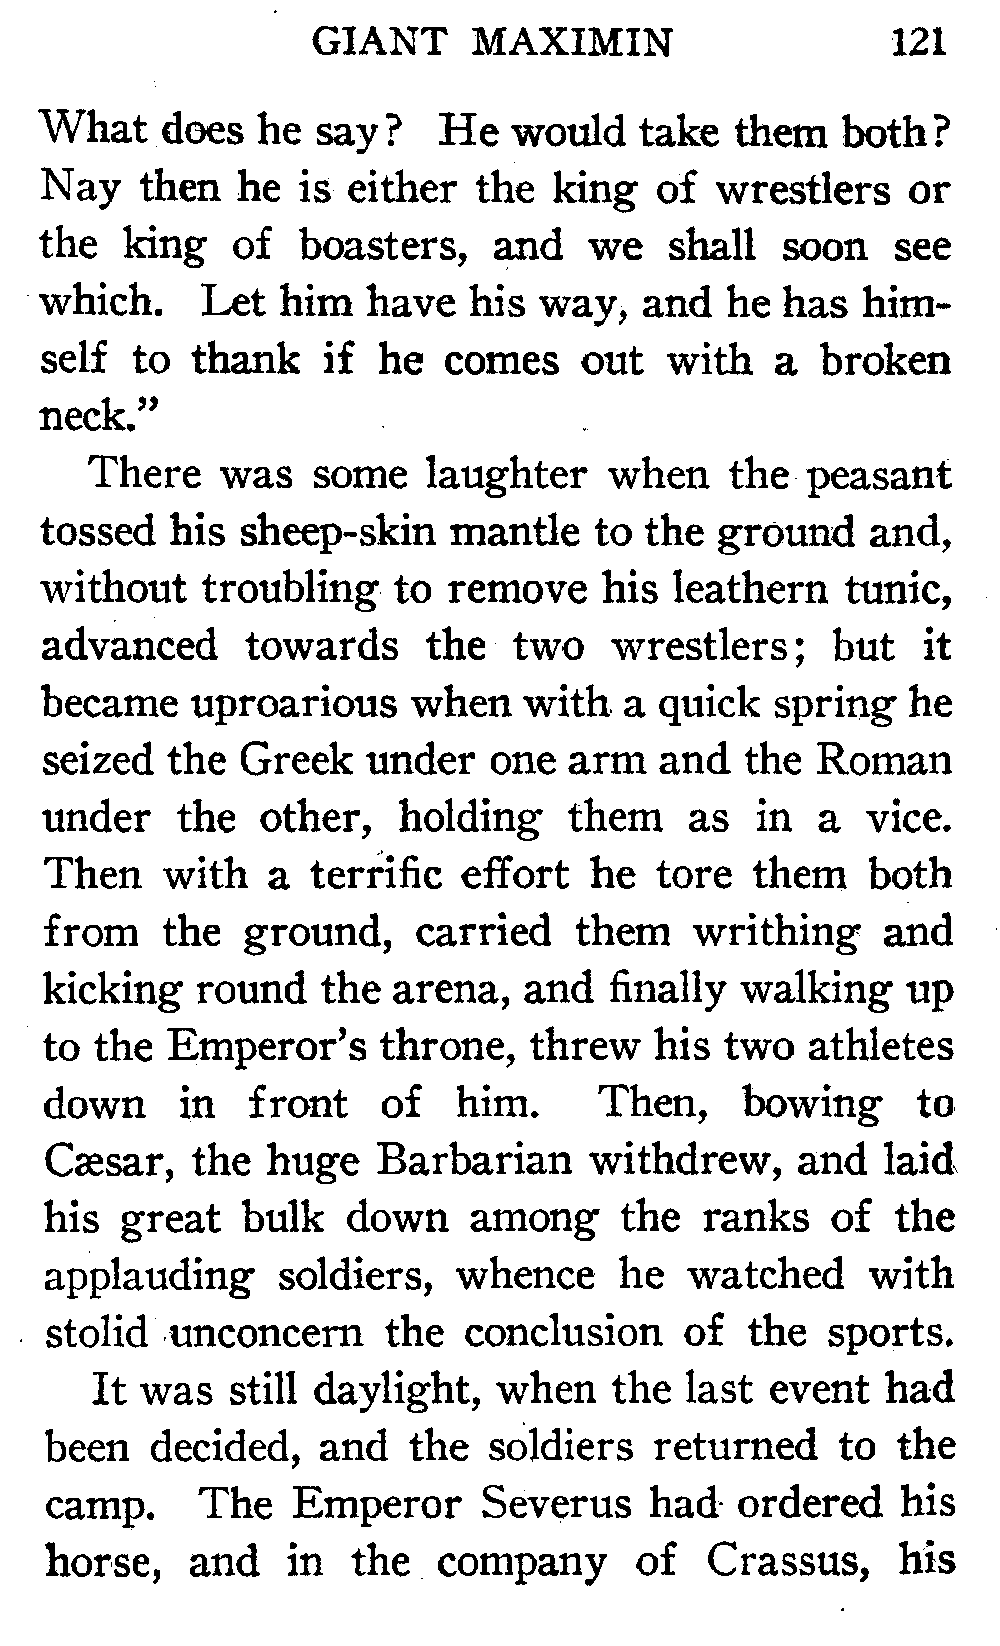 GIANT MAXIMIN 121
What does he say? He would take them both?
Nay then he is either the king of wrestlers or
the king of boasters, and we shall soon see
which. Let him have his way, and he has him-
self to thank if he comes out with a broken
neck.”
There was some laughter when the peasant
tossed his sheep-skin mantle to the ground and,
without troubling to remove his leathern tunic,
advanced towards the two wrestlers; but it
became uproarious when with a quick spring he
seized the Greek under one arm and the Roman
under the other, holding them as in a vice.
Then with a terrific effort he tore them both
from the ground, carried them writhing and
kicking round the arena, and finally walking up
to the Emperor’s throne, threw his two athletes
down in front of him. Then, bowing to
Cæsar, the huge Barbarian withdrew, and laid
his great bulk down among the ranks of the
applauding soldiers, whence he watched with
stolid unconcern the conclusion of the sports.
It was still daylight, when the last event had
been decided, and the soldiers returned to the
camp. The Emperor Severus had ordered his
horse, and in the company of Crassus, his